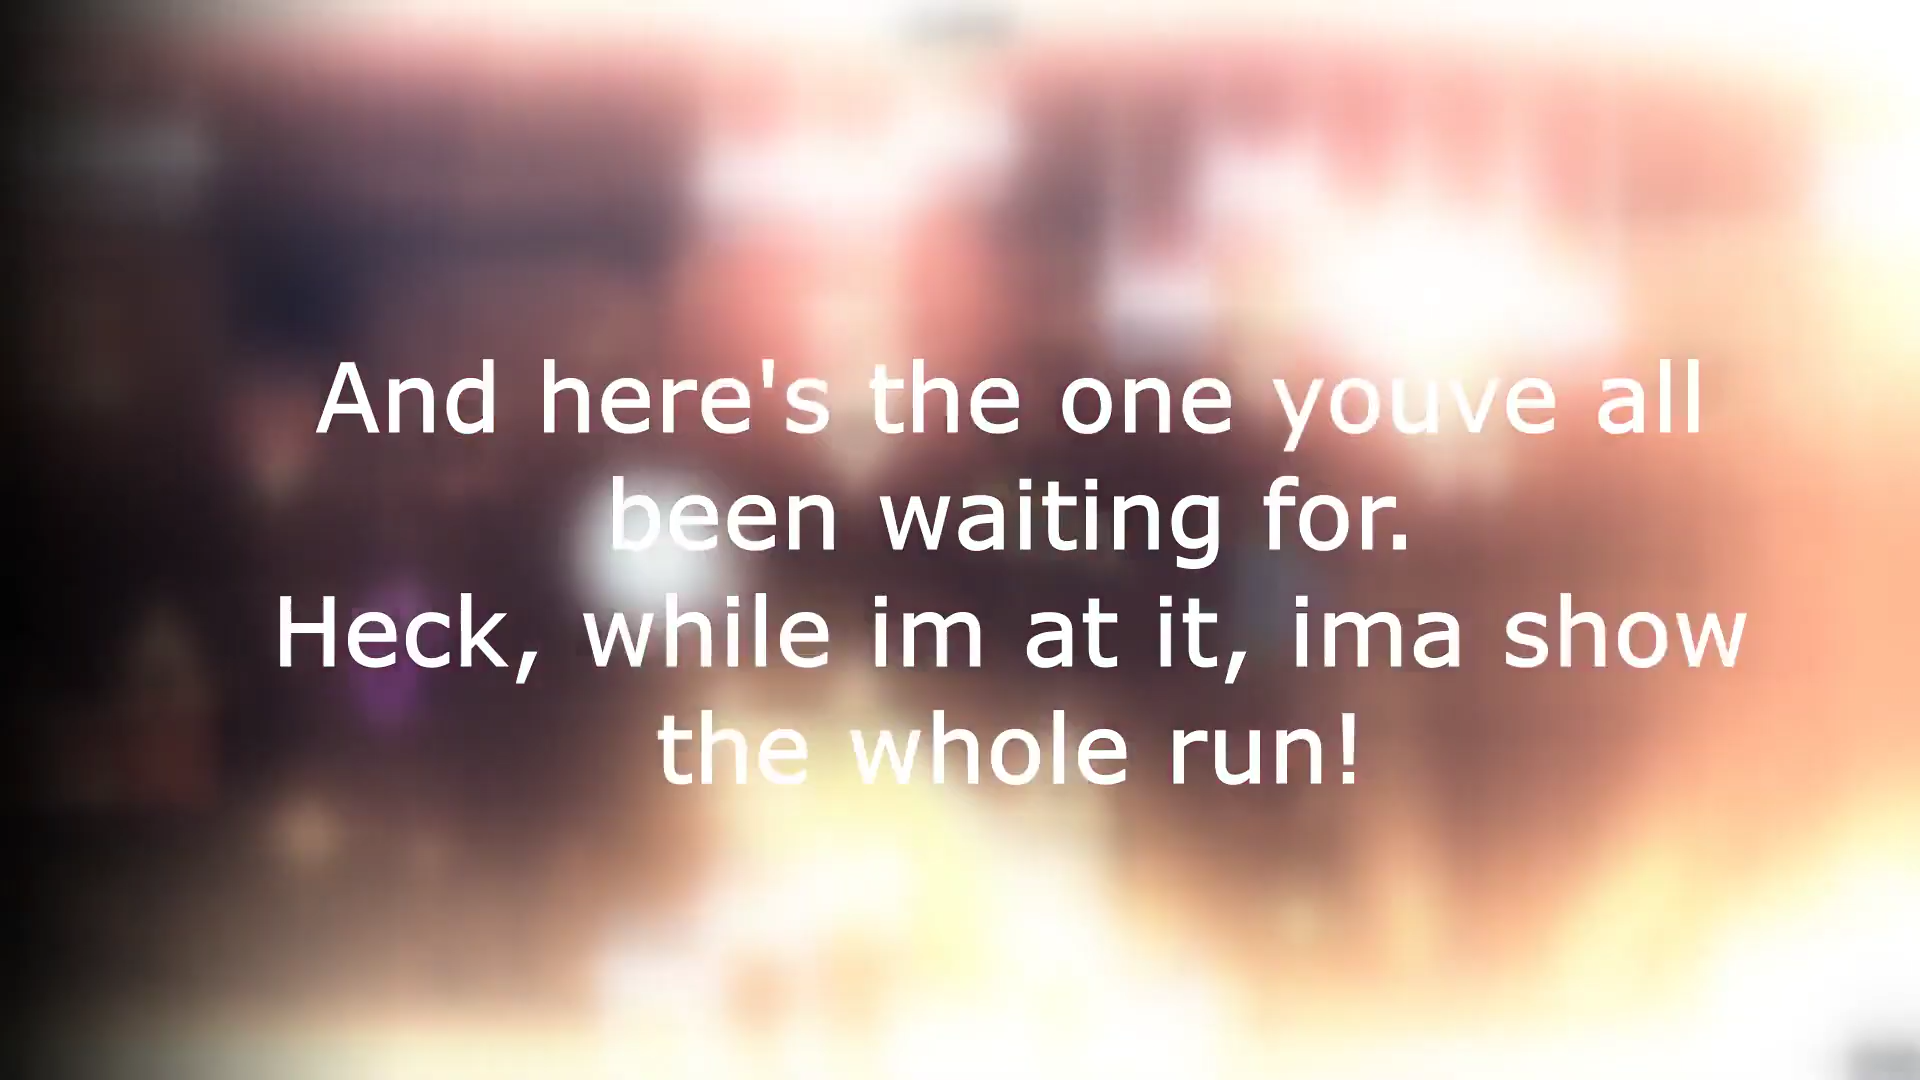 And here's the one youve all
been waiting for.
Heck, while im at it, ima show
the whole run!